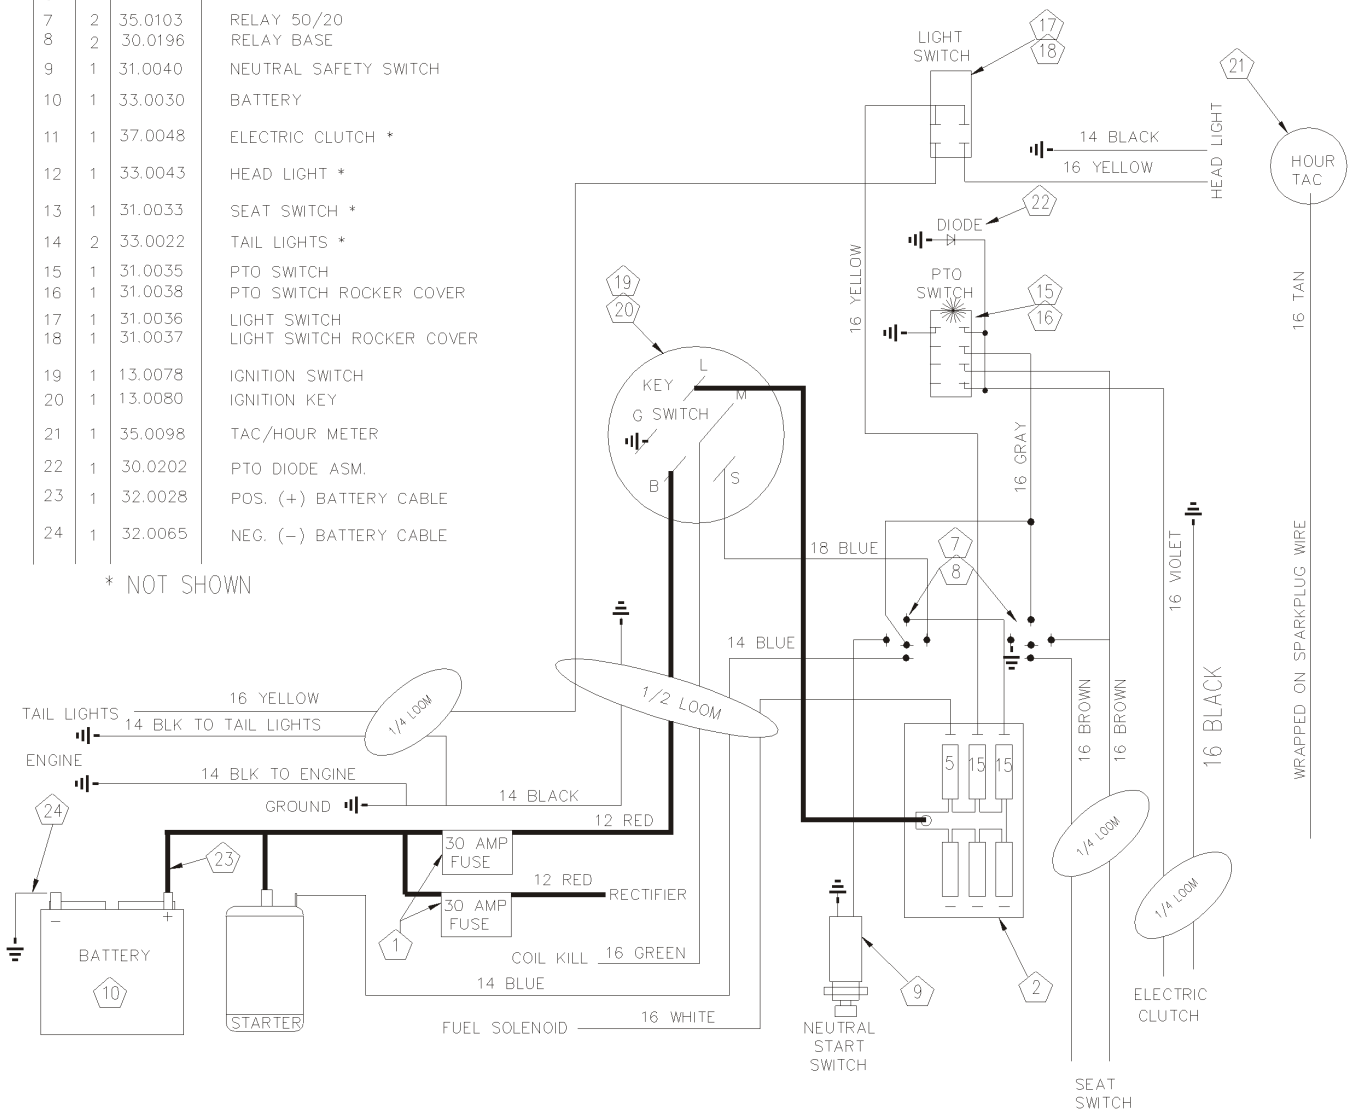 7 2 35.0103 RELAY 50/20
8 2 30.0196 RELAY BASE
9 1 31.0040 NEUTRAL SAFETY SWITCH
10 1 33.0030 BATTERY
11 1 37.0048 ELECTRIC CLUTCH *
12 1 33.0043 HEAD LIGHT *
13 1 31.0033 SEAT SWITCH *
14 2 33.0022 TAIL LIGHTS *
15 1 31.0035 PTO SWITCH
16 1 31.0038 PTO SWITCH ROCKER COVER
17 1 31.0036 LIGHT SWITCH
18 1 31.0037 LIGHT SWITCH ROCKER COVER
19 1 13.0078 IGNITION SWITCH
20 1 13.0080 IGNITION KEY
21 1 35.0098 TAC/HOUR METER
22 1 30.0202 PTO DIODE ASM.
23 1 32.0028 POS. (+) BATTERY CABLE
24 1 32.0065 NEG. (-) BATTERY CABLE
* NOT SHOWN
LIGHT
SWITCH
17
18
21
HOUR
TAC
14 BLACK
16 YELLOW
HEAD LIGHT
22
DIODE
PTO
SWITCH
15
16
16 YELLOW
16 TAN
19
20
L
KEY
M
G SWITCH
B
S
16 GRAY
18 BLUE
7
8
16 VIOLET
WRAPPED ON SPARKPLUG WIRE
14 BLUE
16 BROWN
16 BROWN
16 BLACK
TAIL LIGHTS
16 YELLOW
14 BLK TO TAIL LIGHTS
1/4 LOOM
1/2 LOOM
ENGINE
14 BLK TO ENGINE
GROUND
14 BLACK
12 RED
5
15
15
24
23
30 AMP
FUSE
12 RED
RECTIFIER
30 AMP
FUSE
1
1/4 LOOM
1/4 LOOM
-
+
BATTERY
10
STARTER
COIL KILL
16 GREEN
14 BLUE
FUEL SOLENOID
16 WHITE
9
2
NEUTRAL
START
SWITCH
ELECTRIC
CLUTCH
SEAT
SWITCH